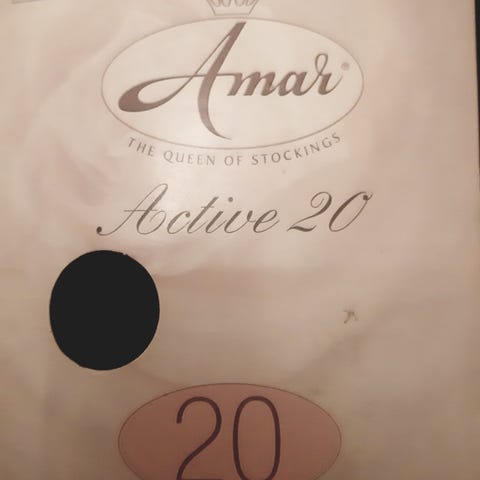 Amar®
THE QUEEN OF STOCKINGS
Active 20
20